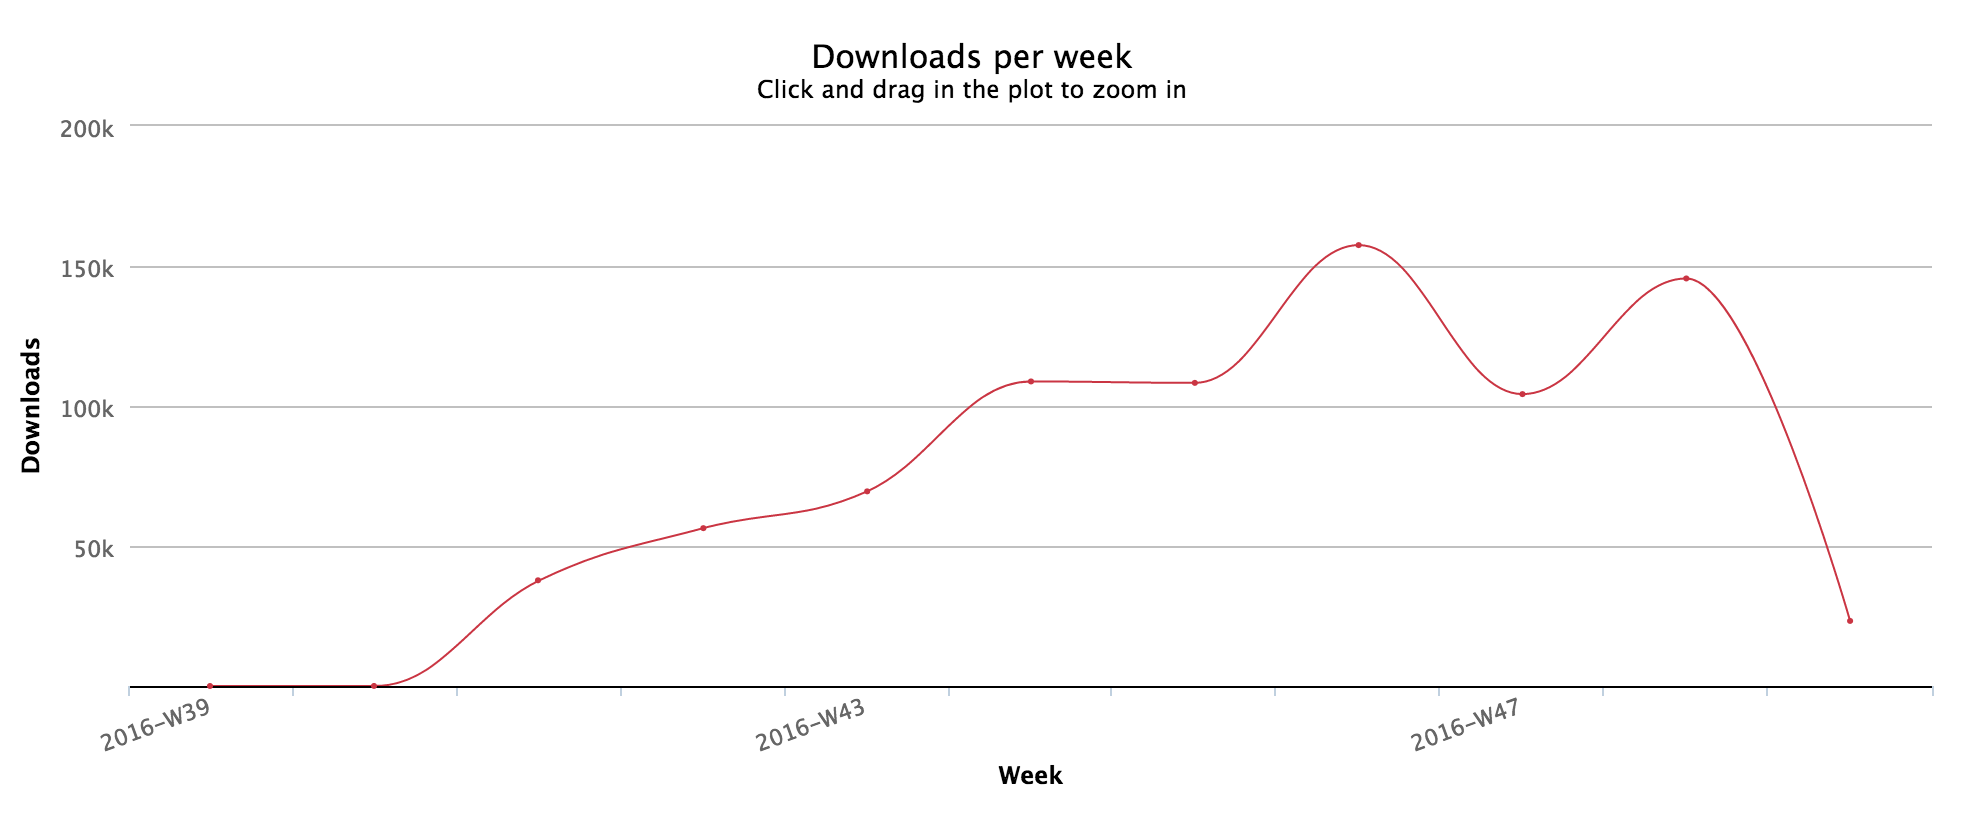 Downloads per week
Click and drag in the plot to zoom in
200k
150k
100k
50k
Downloads
2016-W39
2016-W43
2016-W47
Week